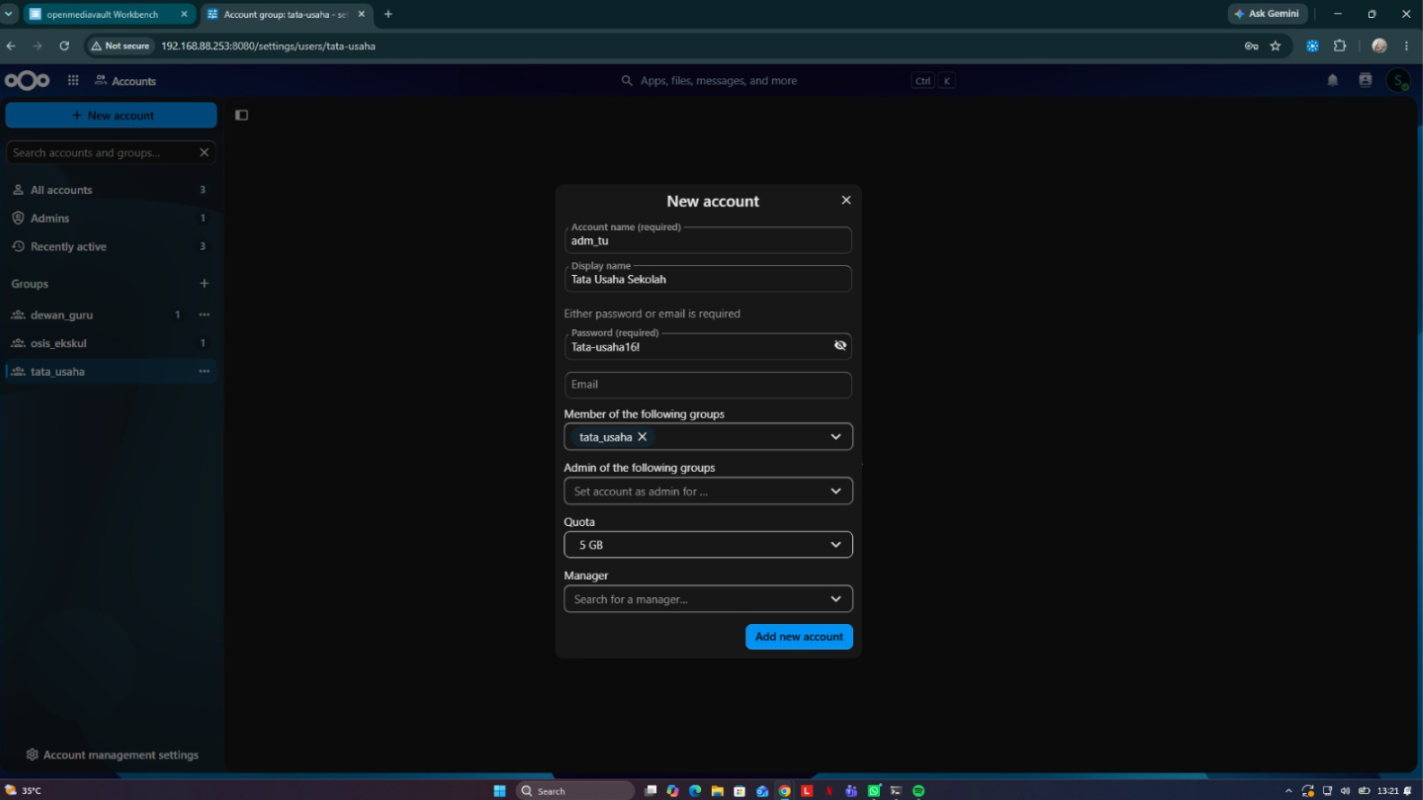 openmediavault Workbench
Account group: tata-usaha - se
Ask Gemini
Not secure
192.168.88.253:8080/settings/users/tata-usaha
Accounts
Apps, files, messages, and more
Ctrl K
S
+ New account
Search accounts and groups...
All accounts 3
Admins 1
Recently active 3
Groups
dewan_guru 1
osis_ekskul 1
tata_usaha
Account management settings
New account
Account name (required)
adm_tu
Display name
Tata Usaha Sekolah
Either password or email is required
Password (required)
Tata-usaha16!
Email
Member of the following groups
tata_usaha
Admin of the following groups
Set account as admin for ...
Quota
5 GB
Manager
Search for a manager...
Add new account
35°C
Search
13:21